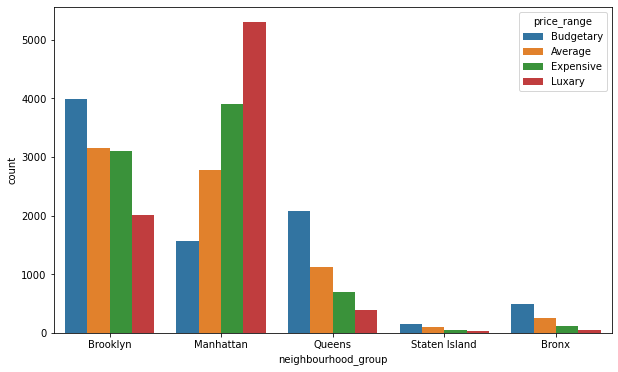 price_range
Budgetary
Average
Expensive
Luxary
5000
4000
3000
2000
1000
0
count
Brooklyn
Manhattan
Queens
Staten Island
Bronx
neighbourhood_group